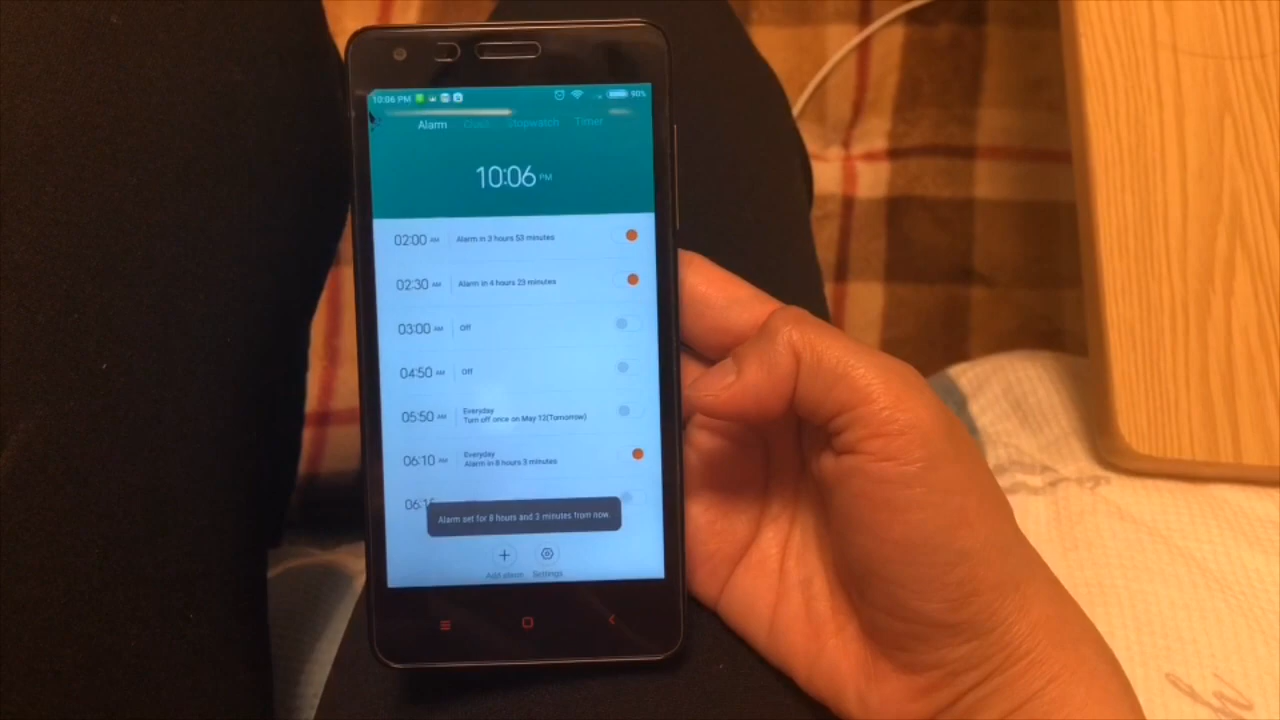 10:06 PM 90%
Alarm Clock Stopwatch Timer
10:06 PM
02:00 AM Alarm in 3 hours 53 minutes
02:30 AM Alarm in 4 hours 23 minutes
03:00 AM Off
04:50 AM Off
05:50 AM Everyday
Turn off once on May 12(Tomorrow)
06:10 AM Everyday
Alarm in 8 hours 3 minutes
06:15
Alarm set for 8 hours and 3 minutes from now.
Add alarm Settings